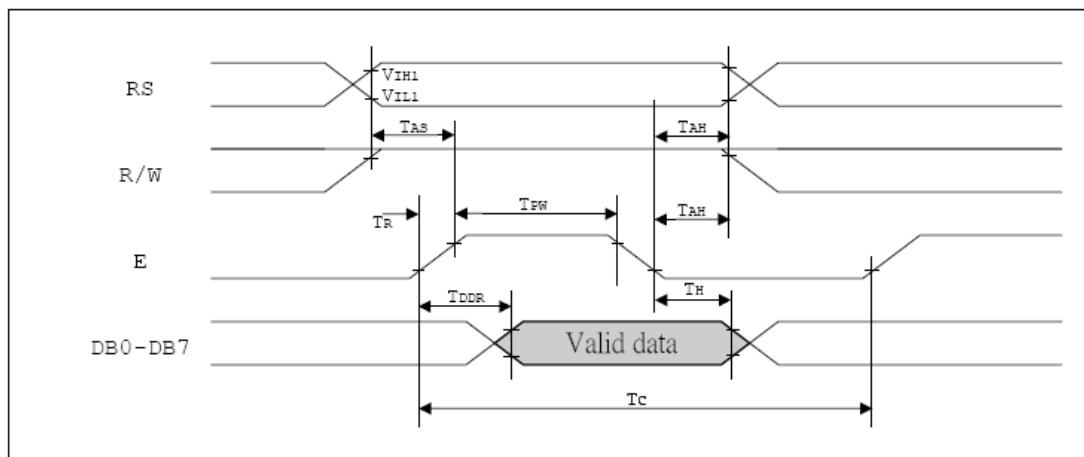 RS
VIH1
VIL1
TAS
TAH
R/W
TPW
TAH
TR
E
TDDR
TH
DB0-DB7
Valid data
TC